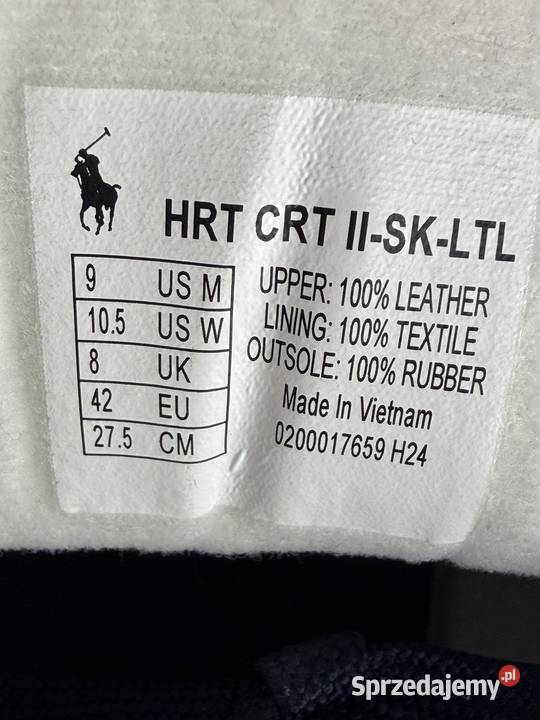 HRT CRT II-SK-LTL
9 US M
10.5 US W
8 UK
42 EU
27.5 CM
UPPER: 100% LEATHER
LINING: 100% TEXTILE
OUTSOLE: 100% RUBBER
Made In Vietnam
0200017659 H24
Sprzedajemy.pl